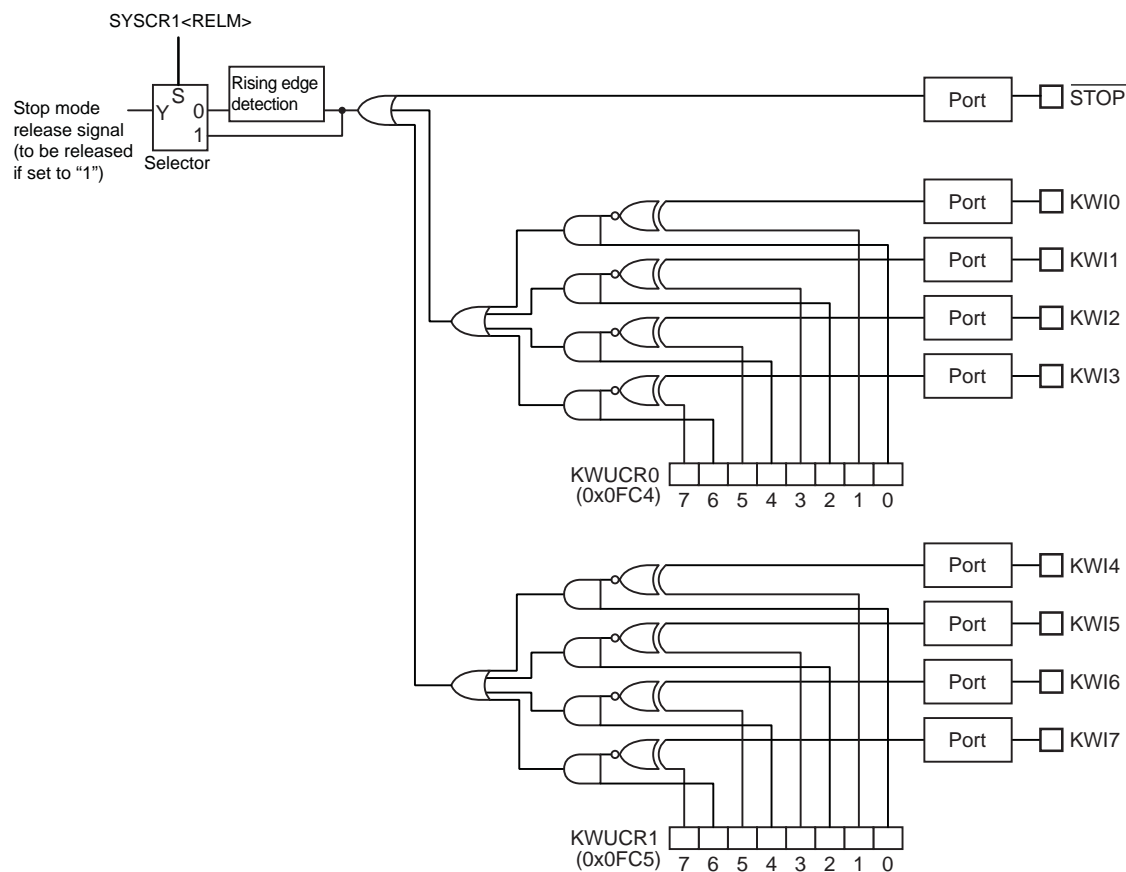 SYSCR1<RELM>
Rising edge
detection
S
Y
0
1
Selector
Stop mode
release signal
(to be released
if set to “1”)
Port
STOP
Port
KWI0
Port
KWI1
Port
KWI2
Port
KWI3
KWUCR0
(0x0FC4)
7 6 5 4 3 2 1 0
Port
KWI4
Port
KWI5
Port
KWI6
Port
KWI7
KWUCR1
(0x0FC5)
7 6 5 4 3 2 1 0